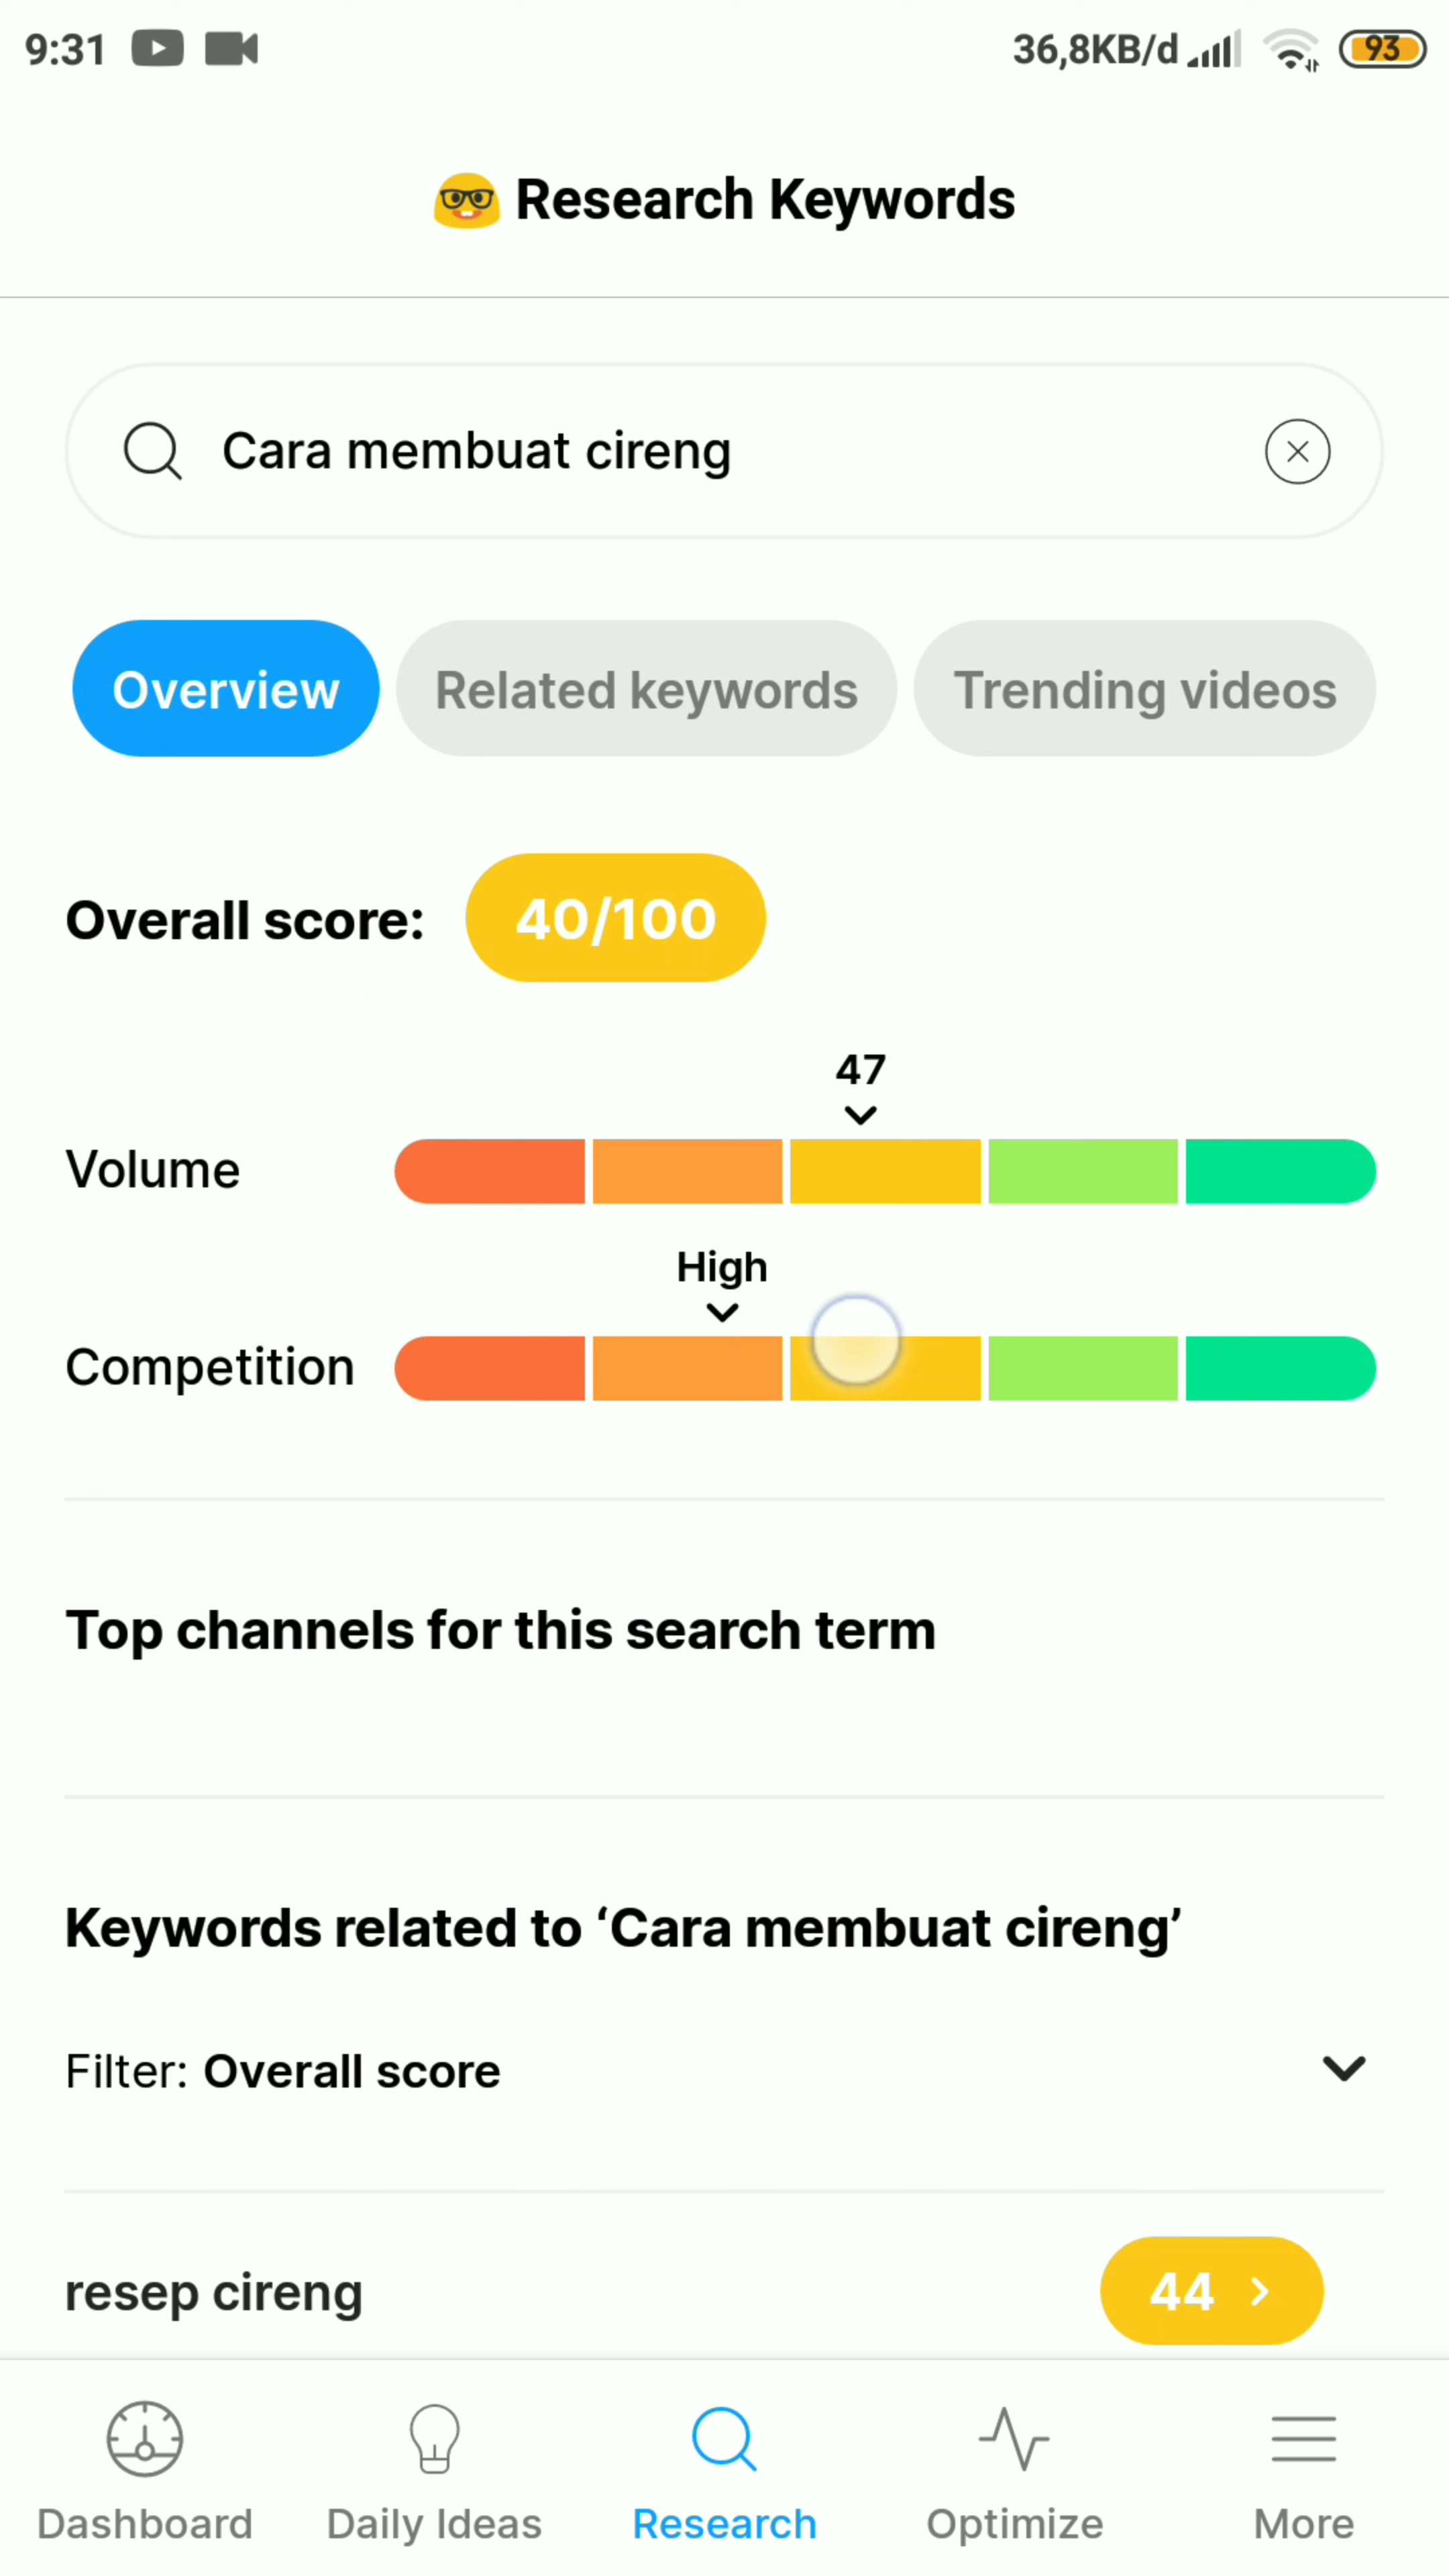 9:31 36,8KB/d 93
Research Keywords
Cara membuat cireng
Overview Related keywords Trending videos
Overall score: 40/100
47
Volume
High
Competition
Top channels for this search term
Keywords related to ‘Cara membuat cireng’
Filter: Overall score
resep cireng 44
Dashboard Daily Ideas Research Optimize More